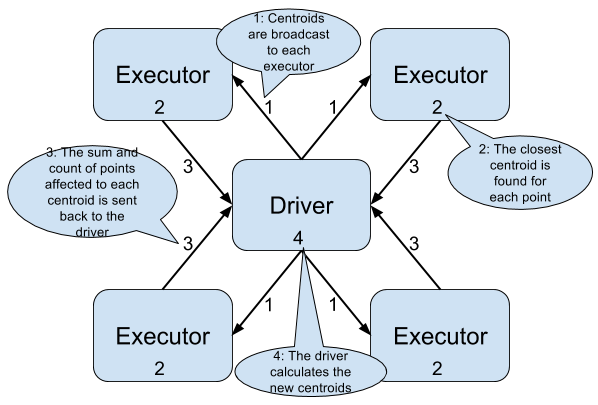 1: Centroids
are broadcast
to each
executor
Executor
2
Executor
2
1
1
3: The sum and
count of points
affected to each
centroid is sent
back to the
driver
3
3
2: The closest
centroid is
found for
each point
Driver
4
3
3
1
1
Executor
2
Executor
2
4: The driver
calculates the
new centroids